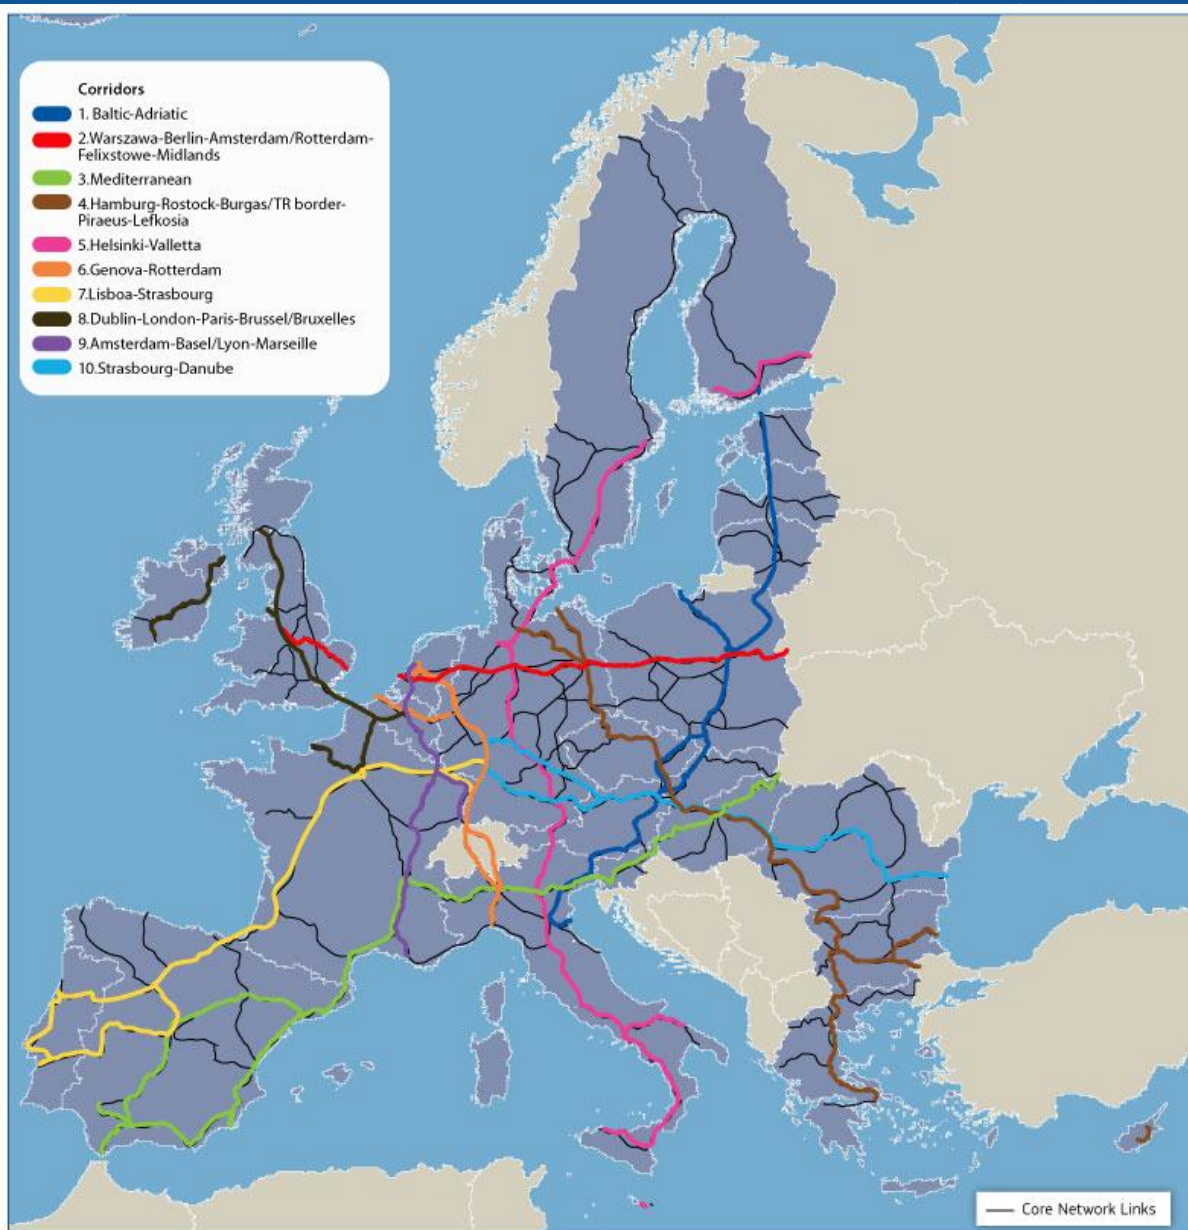 Corridors
1. Baltic-Adriatic
2.Warszawa-Berlin-Amsterdam/Rotterdam-
Felixstowe-Midlands
3.Mediterranean
4.Hamburg-Rostock-Burgas/TR border-
Piraeus-Lefkosia
5.Helsinki-Valletta
6.Genova-Rotterdam
7.Lisboa-Strasbourg
8.Dublin-London-Paris-Brussel/Bruxelles
9.Amsterdam-Basel/Lyon-Marseille
10.Strasbourg-Danube
Core Network Links